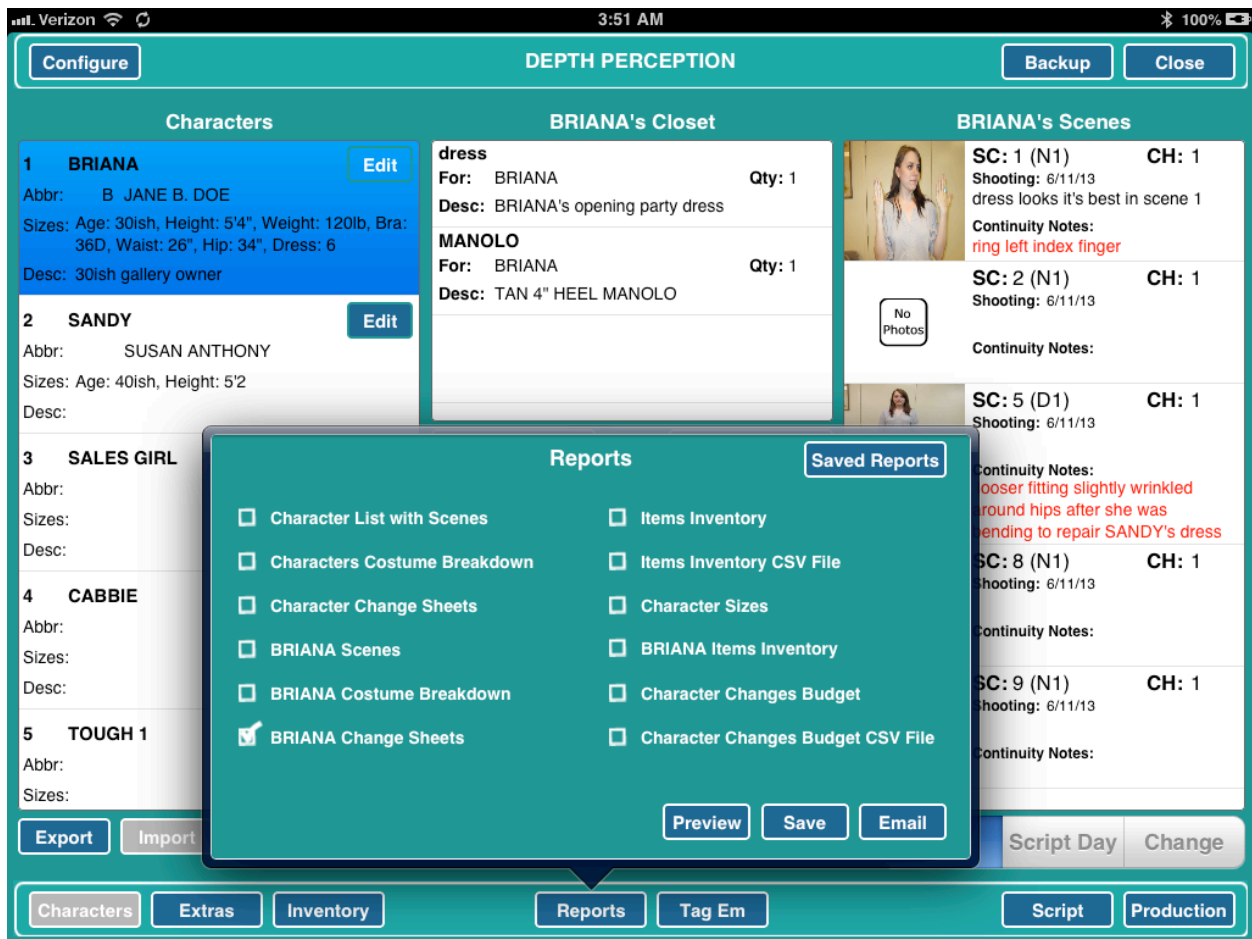 Verizon 3:51 AM 100%
Configure DEPTH PERCEPTION Backup Close
Characters
1 BRIANA Edit
Abbr: B JANE B. DOE
Sizes: Age: 30ish, Height: 5'4", Weight: 120lb, Bra:
36D, Waist: 26", Hip: 34", Dress: 6
Desc: 30ish gallery owner
2 SANDY Edit
Abbr: SUSAN ANTHONY
Sizes: Age: 40ish, Height: 5'2
Desc:
3 SALES GIRL
Abbr:
Sizes:
Desc:
4 CABBIE
Abbr:
Sizes:
Desc:
5 TOUGH 1
Abbr:
Sizes:
Export Import
BRIANA's Closet
dress
For: BRIANA Qty: 1
Desc: BRIANA's opening party dress
MANOLO
For: BRIANA Qty: 1
Desc: TAN 4" HEEL MANOLO
BRIANA's Scenes
SC: 1 (N1) CH: 1
Shooting: 6/11/13
dress looks it's best in scene 1
Continuity Notes:
ring left index finger
No
Photos
SC: 2 (N1) CH: 1
Shooting: 6/11/13
Continuity Notes:
SC: 5 (D1) CH: 1
Shooting: 6/11/13
Continuity Notes:
ooser fitting slightly wrinkled
around hips after she was
bending to repair SANDY's dress
SC: 8 (N1) CH: 1
Shooting: 6/11/13
Continuity Notes:
SC: 9 (N1) CH: 1
Shooting: 6/11/13
Continuity Notes:
Script Day Change
Reports Saved Reports
Character List with Scenes
Characters Costume Breakdown
Character Change Sheets
BRIANA Scenes
BRIANA Costume Breakdown
BRIANA Change Sheets
Items Inventory
Items Inventory CSV File
Character Sizes
BRIANA Items Inventory
Character Changes Budget
Character Changes Budget CSV File
Preview Save Email
Characters Extras Inventory Reports Tag Em Script Production